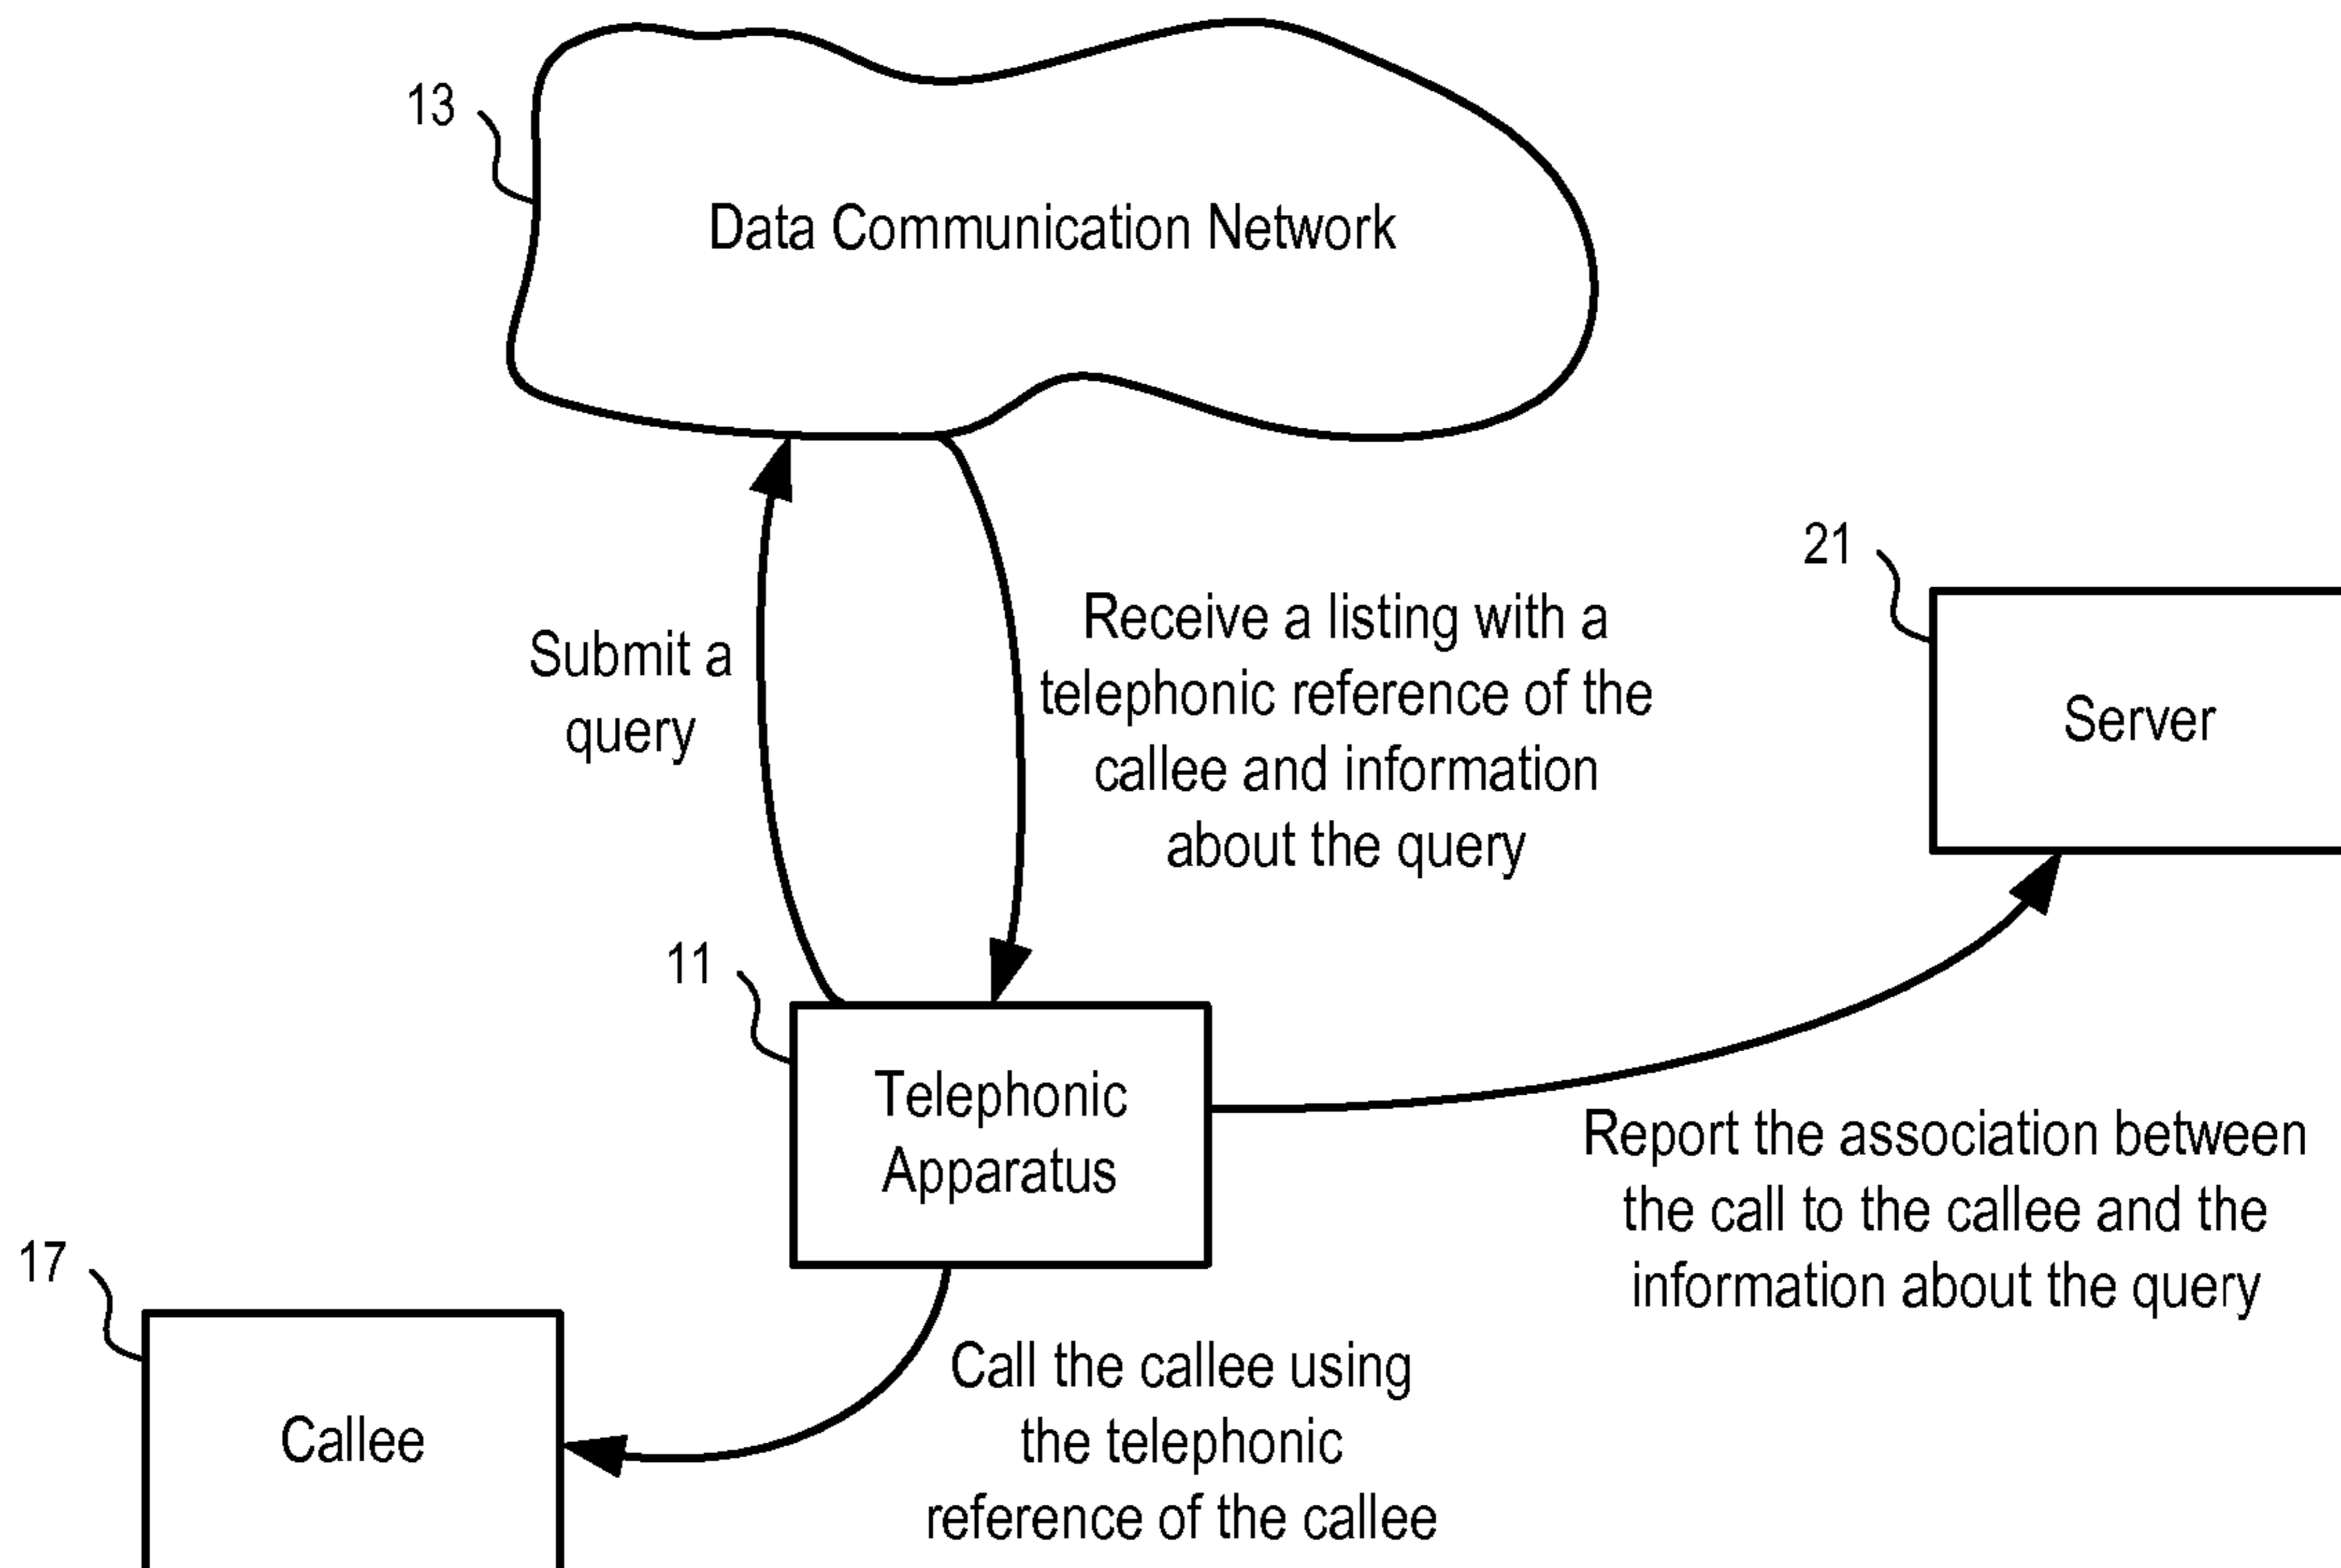 13
Data Communication Network
Submit a
query
Receive a listing with a
telephonic reference of the
callee and information
about the query
21
Server
11
Telephonic
Apparatus
Report the association between
the call to the callee and the
information about the query
17
Callee
Call the callee using
the telephonic
reference of the callee